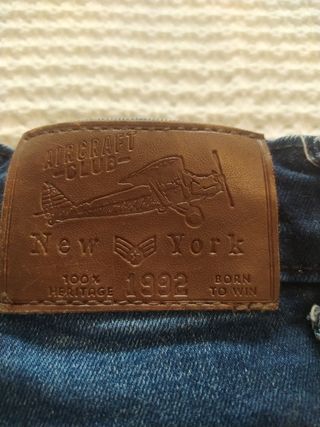 AIRCRAFT
CLUB
New York
100% HERITAGE 1992 BORN TO WIN